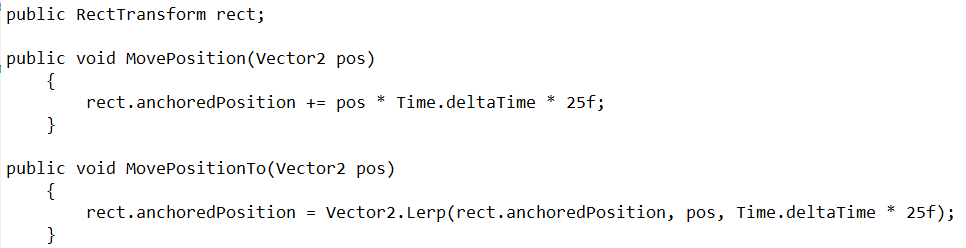 public RectTransform rect;
public void MovePosition(Vector2 pos)
{
rect.anchoredPosition += pos * Time.deltaTime * 25f;
}
public void MovePositionTo(Vector2 pos)
{
rect.anchoredPosition = Vector2.Lerp(rect.anchoredPosition, pos, Time.deltaTime * 25f);
}